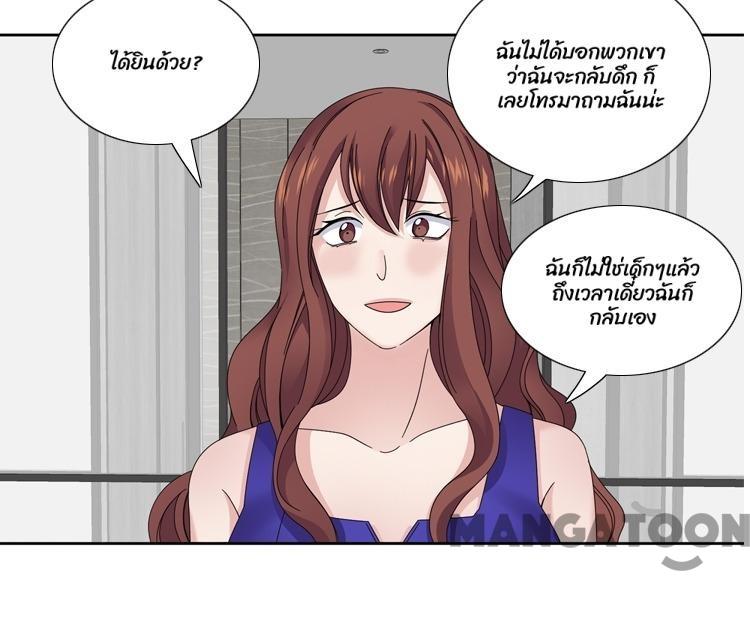 ได้ยินด้วย?
ฉันไม่ได้บอกพวกเขา
ว่าฉันจะกลับดึก ก็
เลยโทรมาถามฉันน่ะ
ฉันก็ไม่ใช่เด็กๆแล้ว
ถึงเวลาเดี๋ยวฉันก็
กลับเอง
MANGATOON